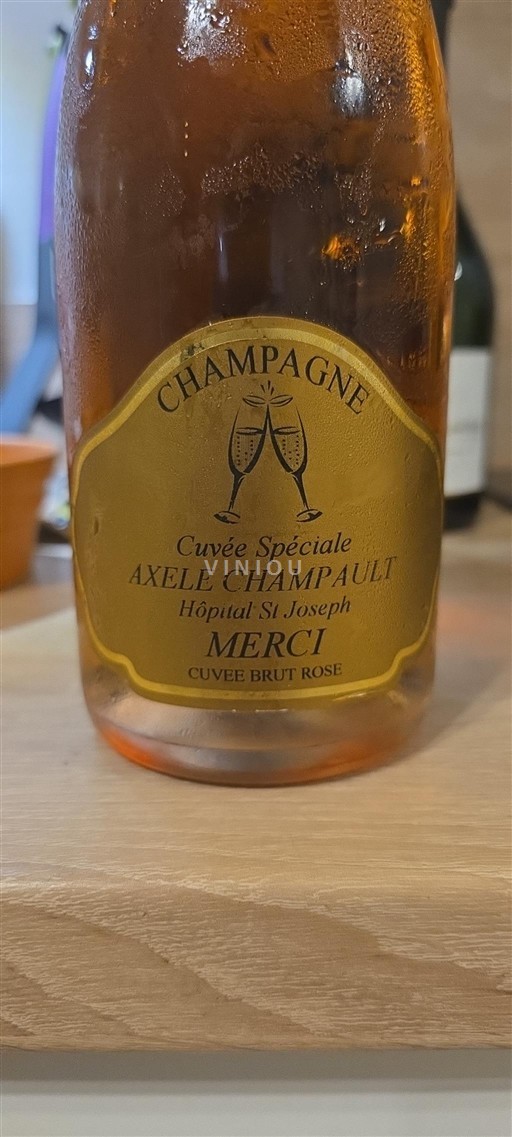 CHAMPAGNE
Cuvée Spéciale
VINIOU
AXELE CHAMPAULT
Hôpital St Joseph
MERCI
CUVEE BRUT ROSE